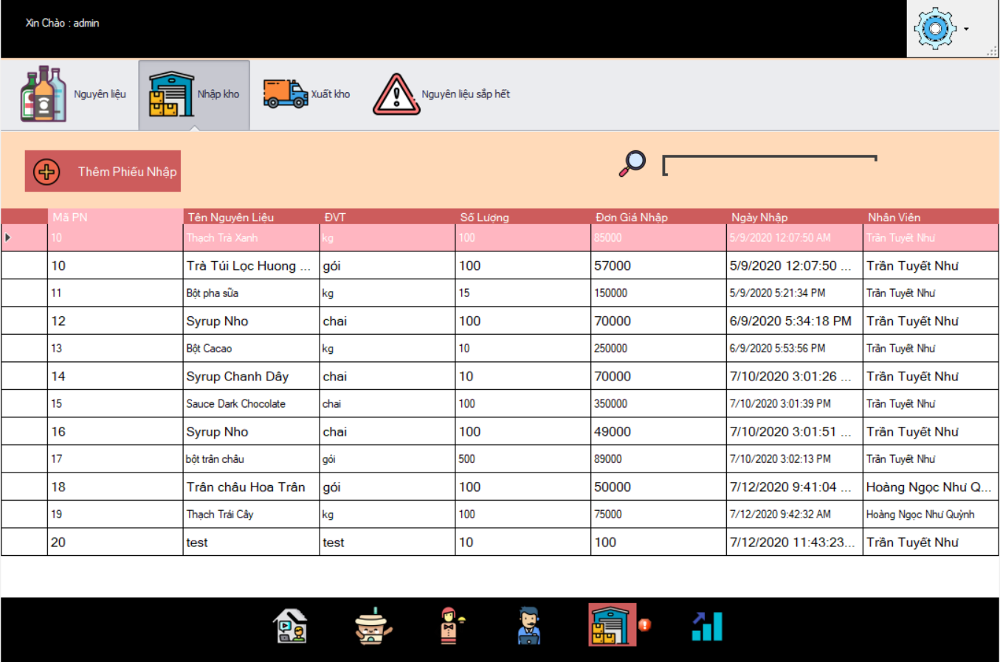 Xin Chào : admin
Nguyên liệu Nhập kho Xuất kho Nguyên liệu sắp hết
Thêm Phiếu Nhập
Mã PN Tên Nguyên Liệu ĐVT Số Lượng Đơn Giá Nhập Ngày Nhập Nhân Viên
10 Thạch Trà Xanh kg 100 85000 5/9/2020 12:07:50 AM Trần Tuyết Như
10 Trà Túi Lọc Huong ... gói 100 57000 5/9/2020 12:07:50 ... Trần Tuyết Như
11 Bột pha sữa kg 15 150000 5/9/2020 5:21:34 PM Trần Tuyết Như
12 Syrup Nho chai 100 70000 6/9/2020 5:34:18 PM Trần Tuyết Như
13 Bột Cacao kg 10 250000 6/9/2020 5:53:56 PM Trần Tuyết Như
14 Syrup Chanh Dây chai 10 70000 7/10/2020 3:01:26 ... Trần Tuyết Như
15 Sauce Dark Chocolate chai 100 350000 7/10/2020 3:01:39 PM Trần Tuyết Như
16 Syrup Nho chai 100 49000 7/10/2020 3:01:51 ... Trần Tuyết Như
17 bột trân châu gói 500 89000 7/10/2020 3:02:13 PM Trần Tuyết Như
18 Trân châu Hoa Trân gói 100 50000 7/12/2020 9:41:04 ... Hoàng Ngọc Như Q...
19 Thạch Trái Cây kg 100 75000 7/12/2020 9:42:32 AM Hoàng Ngọc Như Quỳnh
20 test test 10 100 7/12/2020 11:43:23... Trần Tuyết Như